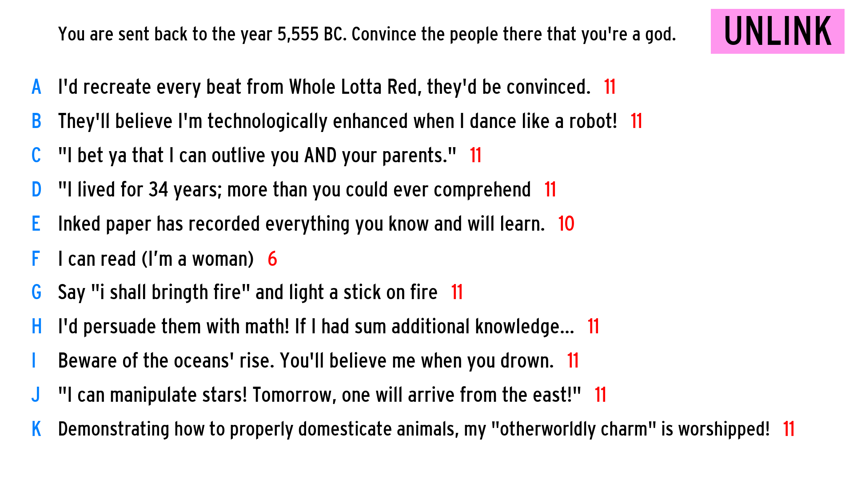 You are sent back to the year 5,555 BC. Convince the people there that you're a god.
UNLINK
A I'd recreate every beat from Whole Lotta Red, they'd be convinced. 11
B They'll believe I'm technologically enhanced when I dance like a robot! 11
C "I bet ya that I can outlive you AND your parents." 11
D "I lived for 34 years; more than you could ever comprehend 11
E Inked paper has recorded everything you know and will learn. 10
F I can read (I'm a woman) 6
G Say "i shall bringth fire" and light a stick on fire 11
H I'd persuade them with math! If I had sum additional knowledge... 11
I Beware of the oceans' rise. You'll believe me when you drown. 11
J "I can manipulate stars! Tomorrow, one will arrive from the east!" 11
K Demonstrating how to properly domesticate animals, my "otherworldly charm" is worshipped! 11